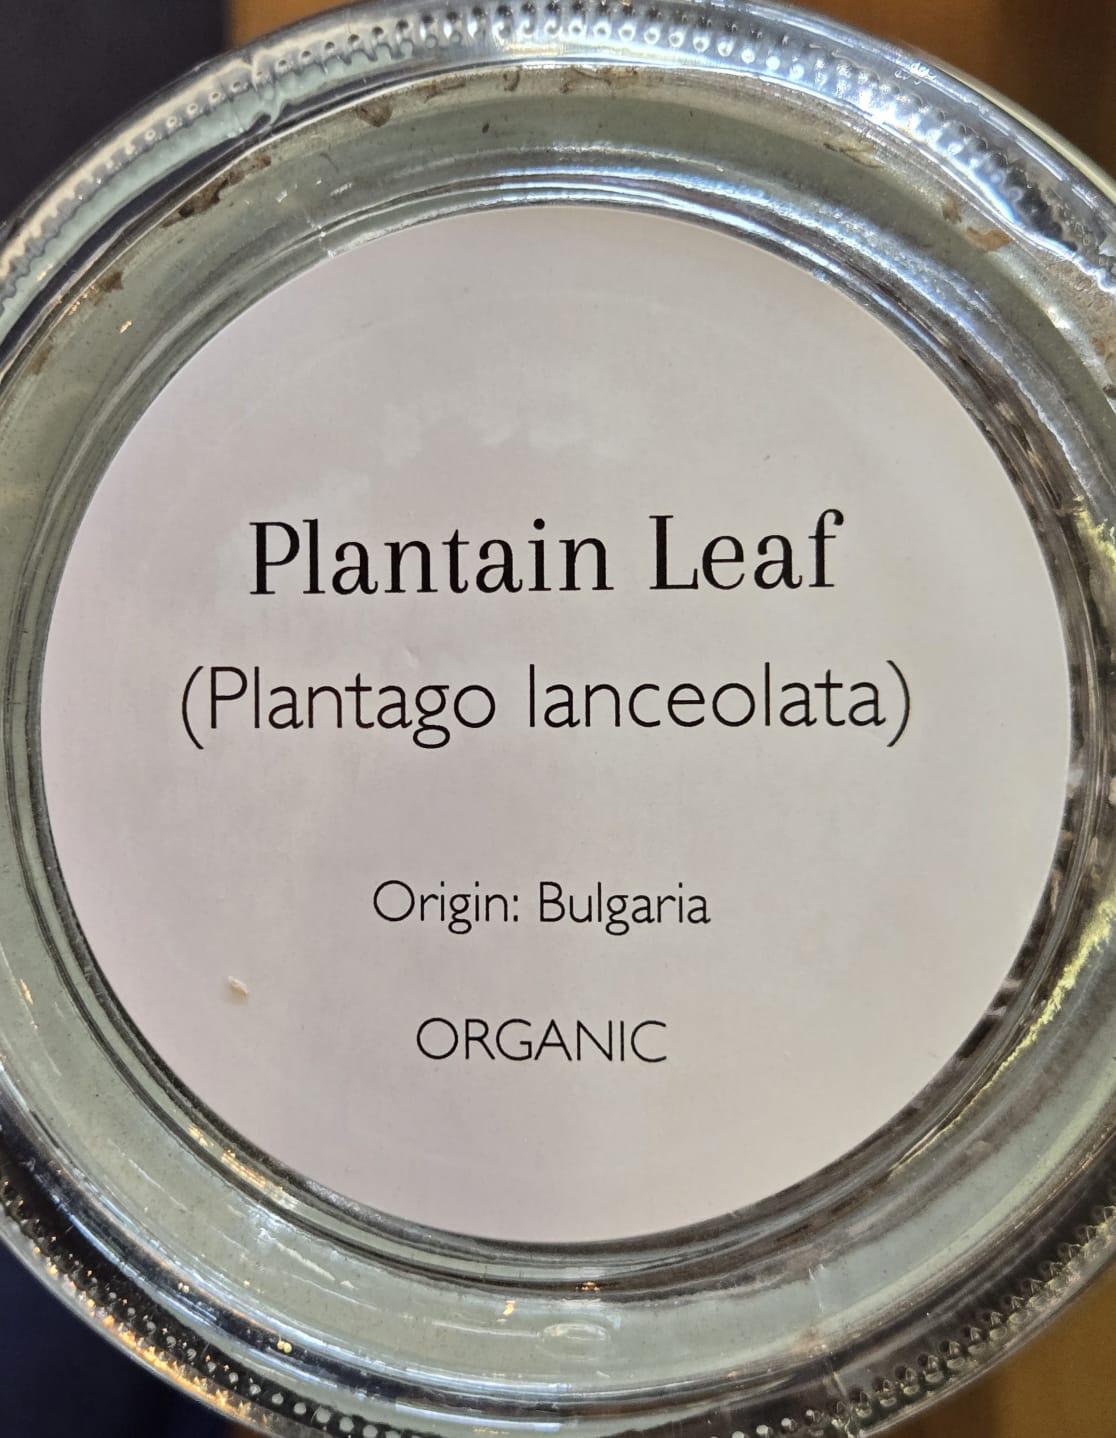 Plantain Leaf
(Plantago lanceolata)
Origin: Bulgaria
ORGANIC